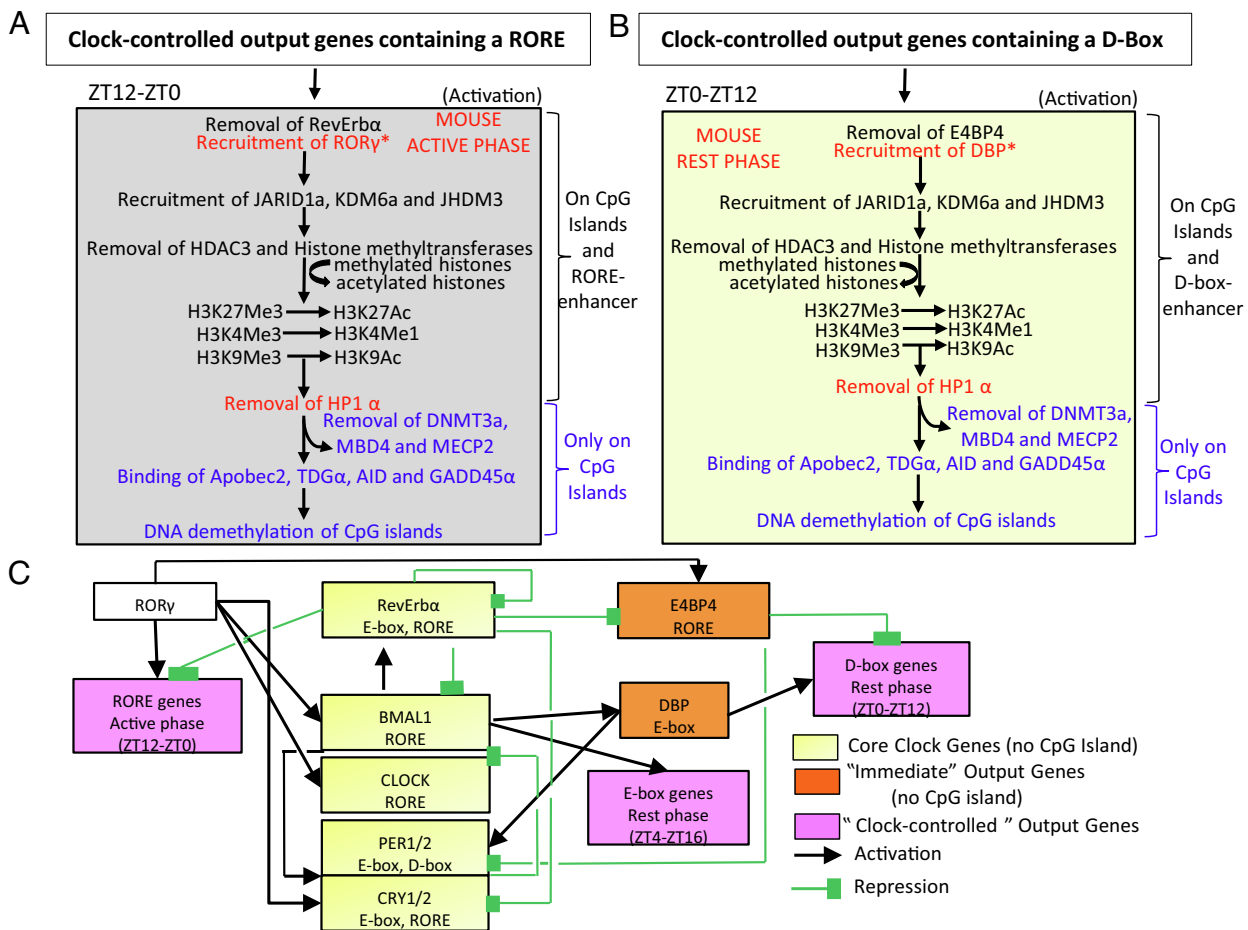 A
Clock-controlled output genes containing a RORE
ZT12-ZT0
(Activation)
Removal of RevErbα
Recruitment of RORγ*
MOUSE
ACTIVE PHASE
Recruitment of JARID1a, KDM6a and JHDM3
Removal of HDAC3 and Histone methyltransferases
methylated histones
acetylated histones
H3K27Me3 H3K27Ac
H3K4Me3 H3K4Me1
H3K9Me3 H3K9Ac
Removal of HP1 α
Removal of DNMT3a,
MBD4 and MECP2
Binding of Apobec2, TDGα, AID and GADD45α
DNA demethylation of CpG islands
On CpG
Islands
and
RORE-
enhancer
Only on
CpG
Islands
B
Clock-controlled output genes containing a D-Box
ZT0-ZT12
(Activation)
MOUSE
REST PHASE
Removal of E4BP4
Recruitment of DBP*
Recruitment of JARID1a, KDM6a and JHDM3
Removal of HDAC3 and Histone methyltransferases
methylated histones
acetylated histones
H3K27Me3 H3K27Ac
H3K4Me3 H3K4Me1
H3K9Me3 H3K9Ac
Removal of HP1 α
Removal of DNMT3a,
MBD4 and MECP2
Binding of Apobec2, TDGα, AID and GADD45α
DNA demethylation of CpG islands
On CpG
Islands
and
D-box-
enhancer
Only on
CpG
Islands
C
RORγ
RevErbα
E-box, RORE
E4BP4
RORE
RORE genes
Active phase
(ZT12-ZT0)
BMAL1
RORE
DBP
E-box
D-box genes
Rest phase
(ZT0-ZT12)
CLOCK
RORE
E-box genes
Rest phase
(ZT4-ZT16)
PER1/2
E-box, D-box
CRY1/2
E-box, RORE
Core Clock Genes (no CpG Island)
"Immediate" Output Genes
(no CpG island)
" Clock-controlled " Output Genes
Activation
Repression